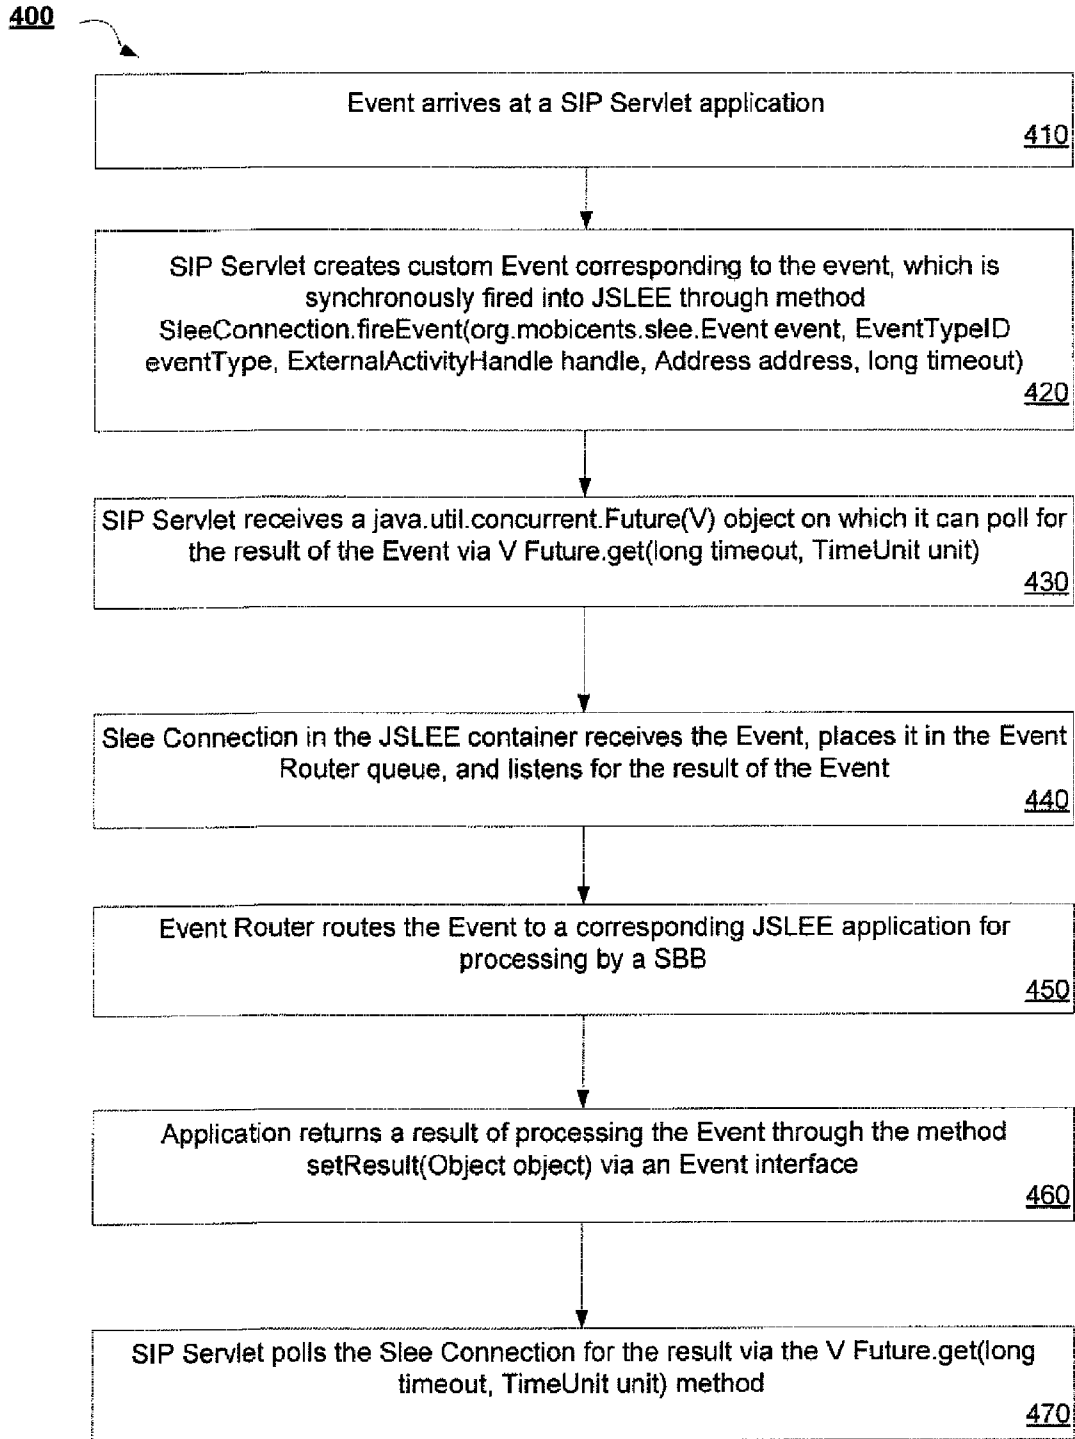 400
Event arrives at a SIP Servlet application
410
SIP Servlet creates custom Event corresponding to the event, which is
synchronously fired into JSLEE through method
SleeConnection.fireEvent(org.mobicents.slee.Event event, EventTypeID
eventType, ExternalActivityHandle handle, Address address, long timeout)
420
SIP Servlet receives a java.util.concurrent.Future(V) object on which it can poll for
the result of the Event via V Future.get(long timeout, TimeUnit unit)
430
Slee Connection in the JSLEE container receives the Event, places it in the Event
Router queue, and listens for the result of the Event
440
Event Router routes the Event to a corresponding JSLEE application for
processing by a SBB
450
Application returns a result of processing the Event through the method
setResult(Object object) via an Event interface
460
SIP Servlet polls the Slee Connection for the result via the V Future.get(long
timeout, TimeUnit unit) method
470